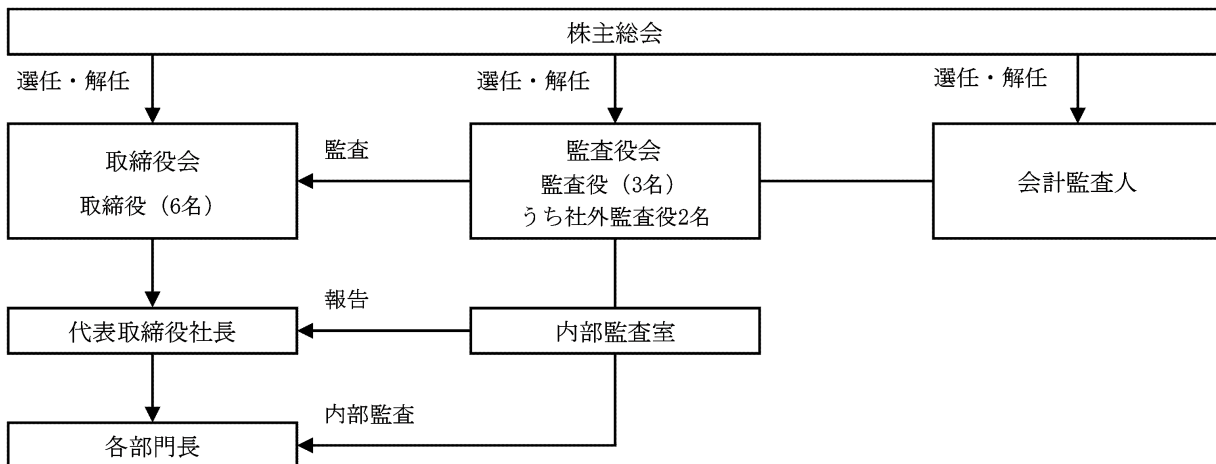 株主総会
選任・解任
選任・解任
選任・解任
取締役会
取締役（6名）
監査
監査役会
監査役（3名）
うち社外監査役2名
会計監査人
代表取締役社長
報告
内部監査室
各部門長
内部監査